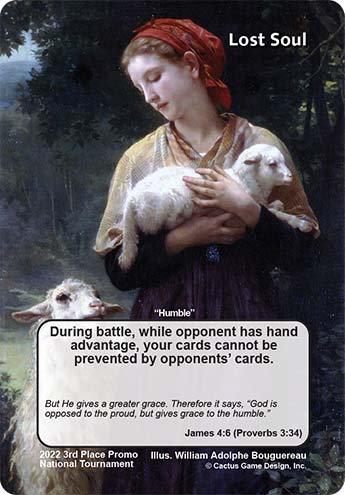 Lost Soul
“Humble”
During battle, while opponent has hand
advantage, your cards cannot be
prevented by opponents’ cards.
But He gives a greater grace. Therefore it says, “God is
opposed to the proud, but gives grace to the humble.”
James 4:6 (Proverbs 3:34)
2022 3rd Place Promo
National Tournament
Illus. William Adolphe Bouguereau
© Cactus Game Design, Inc.